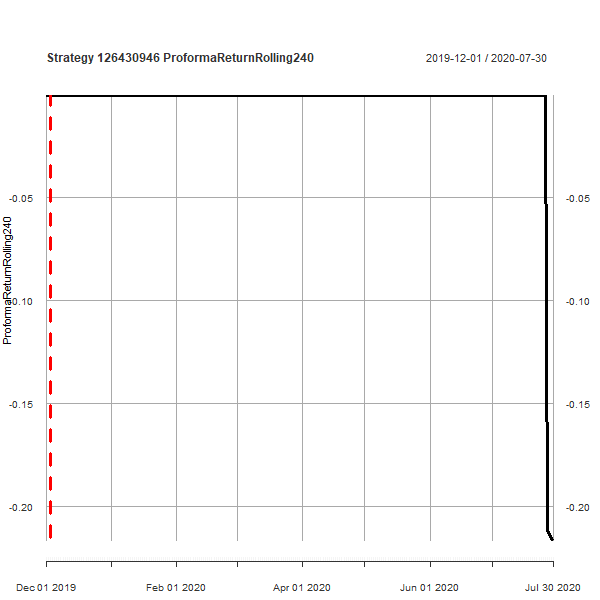 Strategy 126430946 ProformaReturnRolling240
2019-12-01 / 2020-07-30
-0.05 -0.05
-0.10 -0.10
-0.15 -0.15
-0.20 -0.20
ProformaReturnRolling240
Dec 01 2019 Feb 01 2020 Apr 01 2020 Jun 01 2020 Jul 30 2020